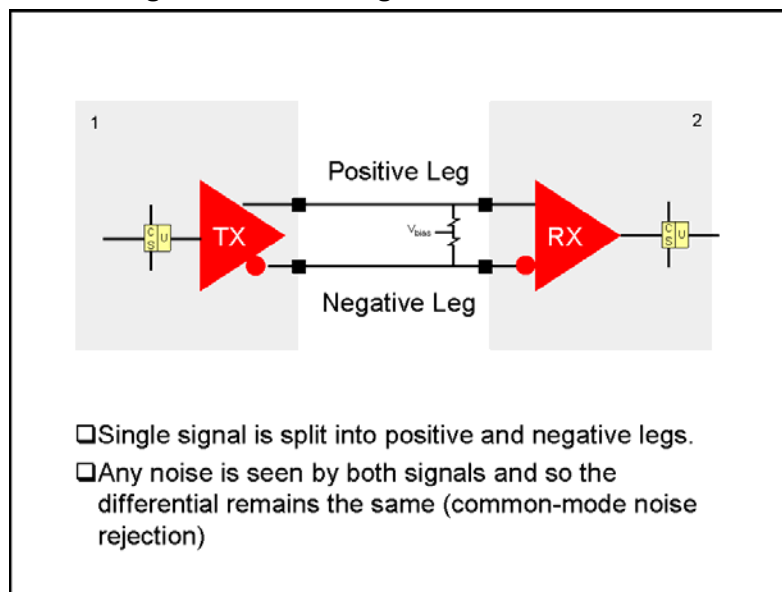 1
2
Positive Leg
C
S
U
TX
V bias
RX
C
S
U
Negative Leg
❑Single signal is split into positive and negative legs.
❑Any noise is seen by both signals and so the
differential remains the same (common-mode noise
rejection)